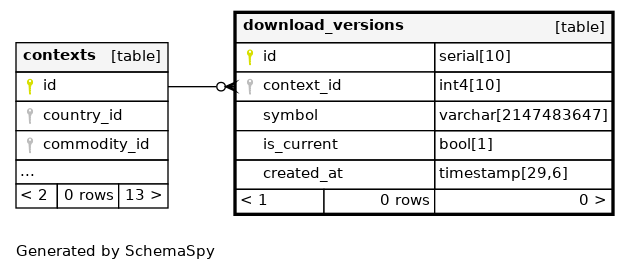 contexts [table]
id
country_id
commodity_id
...
< 2 0 rows 13 >
download_versions [table]
id serial[10]
context_id int4[10]
symbol varchar[2147483647]
is_current bool[1]
created_at timestamp[29,6]
< 1 0 rows 0 >
Generated by SchemaSpy